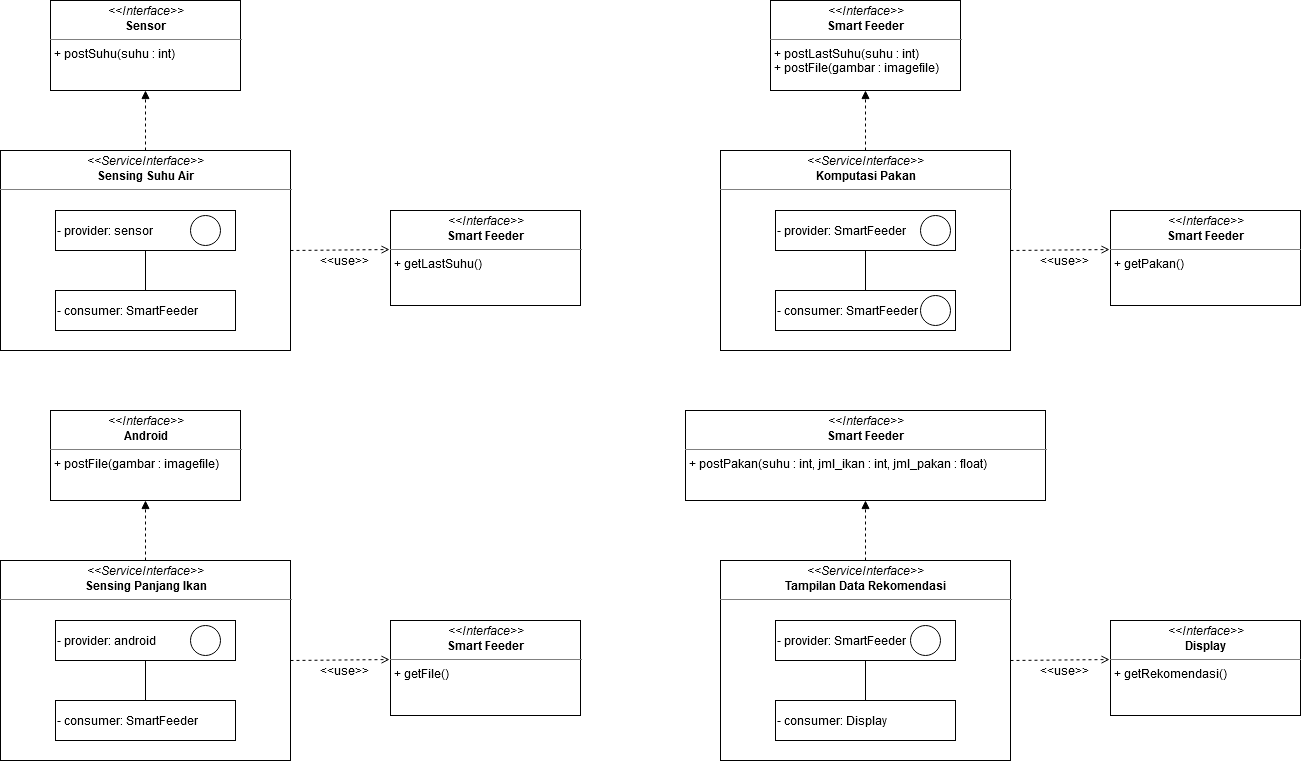 <<Interface>>
Sensor
+ postSuhu(suhu : int)
<<ServiceInterface>>
Sensing Suhu Air
- provider: sensor
- consumer: SmartFeeder
<<use>>
<<Interface>>
Smart Feeder
+ getLastSuhu()
<<Interface>>
Smart Feeder
+ postLastSuhu(suhu : int)
+ postFile(gambar : imagefile)
<<ServiceInterface>>
Komputasi Pakan
- provider: SmartFeeder
- consumer: SmartFeeder
<<use>>
<<Interface>>
Smart Feeder
+ getPakan()
<<Interface>>
Android
+ postFile(gambar : imagefile)
<<ServiceInterface>>
Sensing Panjang Ikan
- provider: android
- consumer: SmartFeeder
<<use>>
<<Interface>>
Smart Feeder
+ getFile()
<<Interface>>
Smart Feeder
+ postPakan(suhu : int, jml_ikan : int, jml_pakan : float)
<<ServiceInterface>>
Tampilan Data Rekomendasi
- provider: SmartFeeder
- consumer: Display
<<use>>
<<Interface>>
Display
+ getRekomendasi()